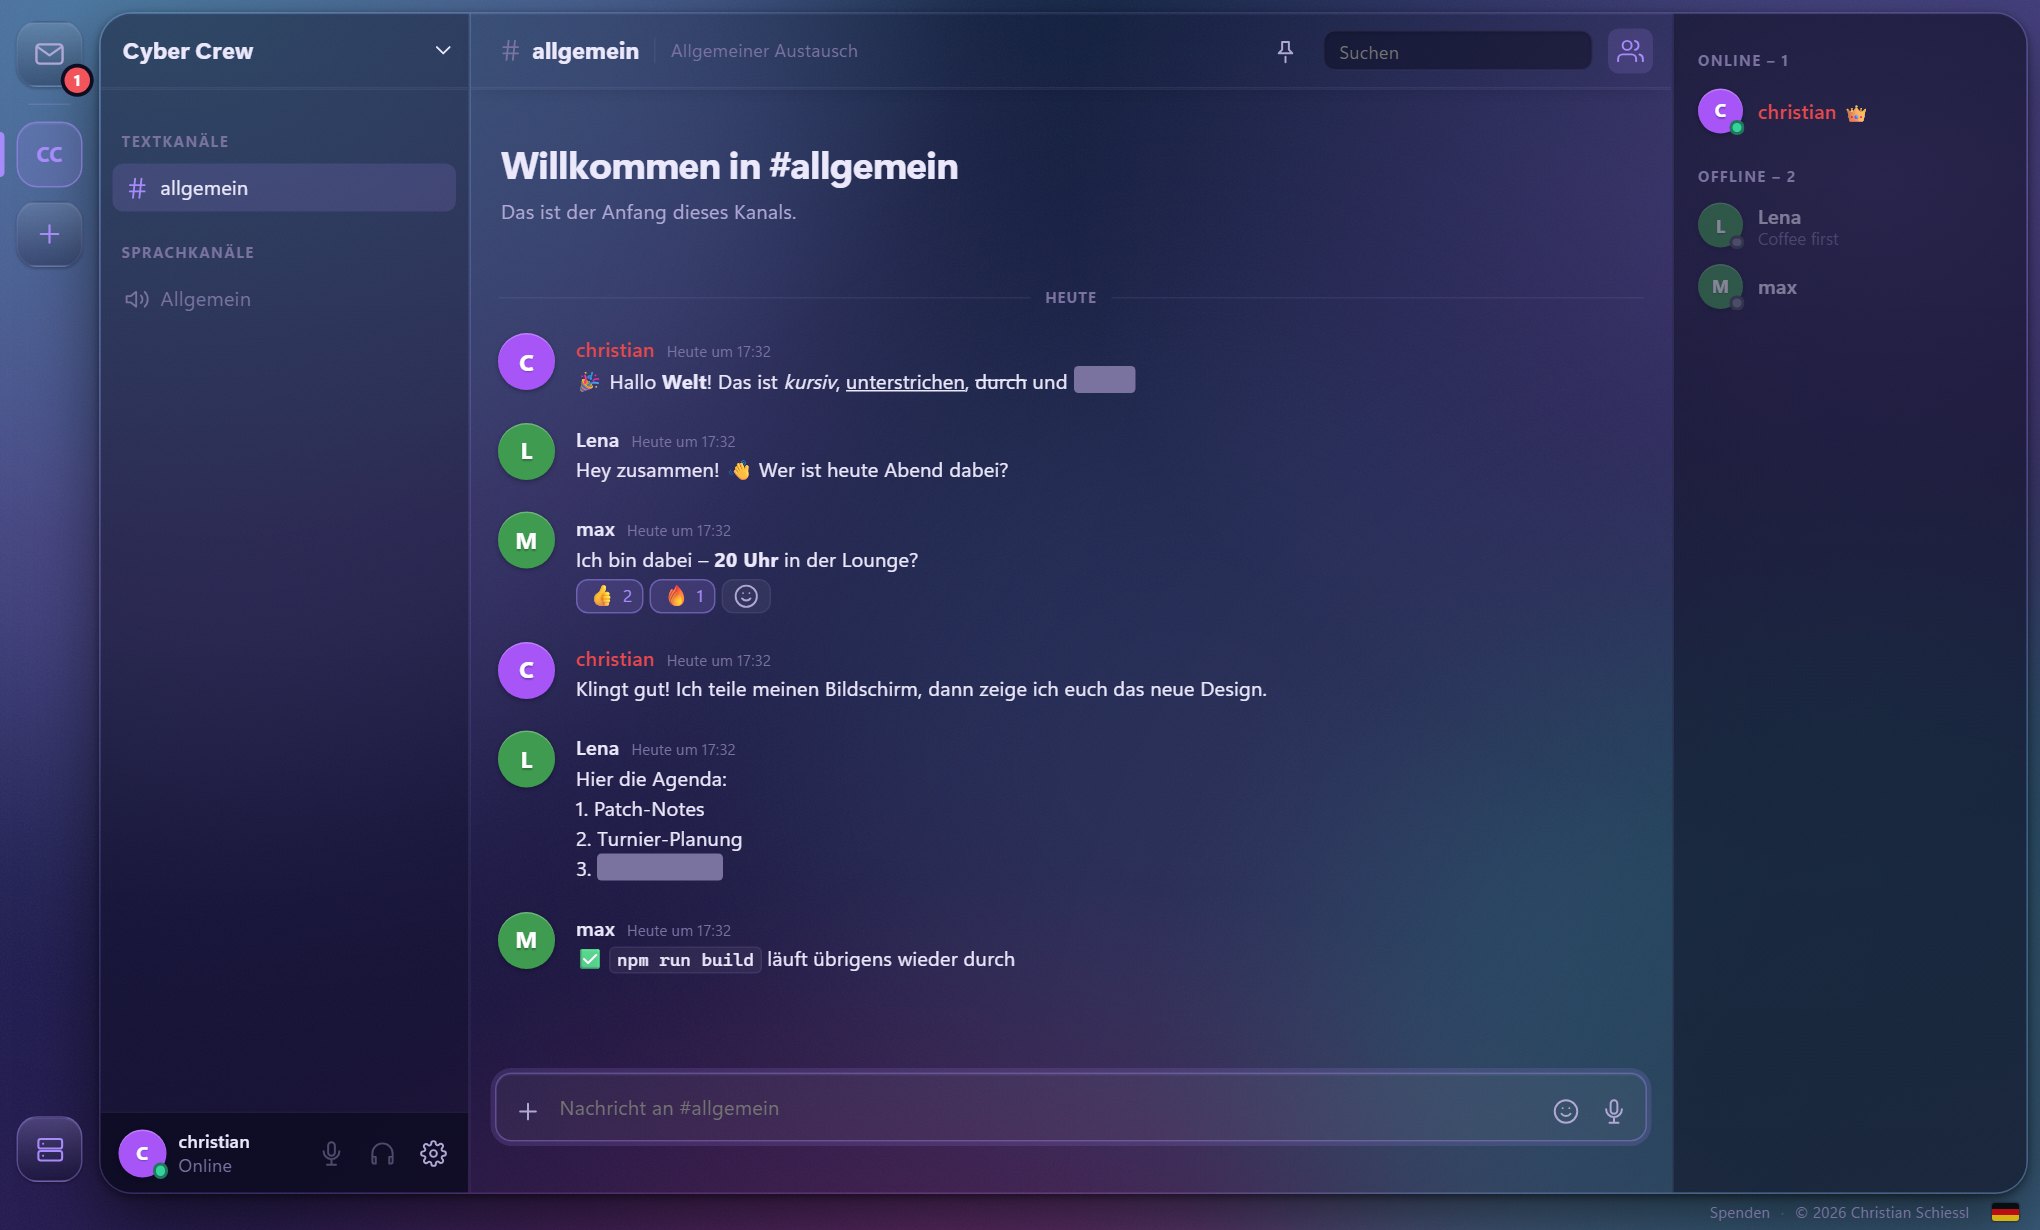 1
CC
Cyber Crew
TEXTKANÄLE
# allgemein
SPRACHKANÄLE
Allgemein
C
christian
Online
# allgemein
Allgemeiner Austausch
Suchen
Willkommen in #allgemein
Das ist der Anfang dieses Kanals.
HEUTE
C
christian Heute um 17:32
🎉 Hallo Welt! Das ist kursiv, unterstrichen, durch und
L
Lena Heute um 17:32
Hey zusammen! 👋 Wer ist heute Abend dabei?
M
max Heute um 17:32
Ich bin dabei – 20 Uhr in der Lounge?
👍 2 🔥 1
C
christian Heute um 17:32
Klingt gut! Ich teile meinen Bildschirm, dann zeige ich euch das neue Design.
L
Lena Heute um 17:32
Hier die Agenda:
1. Patch-Notes
2. Turnier-Planung
3.
M
max Heute um 17:32
✅ npm run build läuft übrigens wieder durch
Nachricht an #allgemein
ONLINE – 1
C
christian
OFFLINE – 2
L
Lena
Coffee first
M
max
Spenden · © 2026 Christian Schiessl